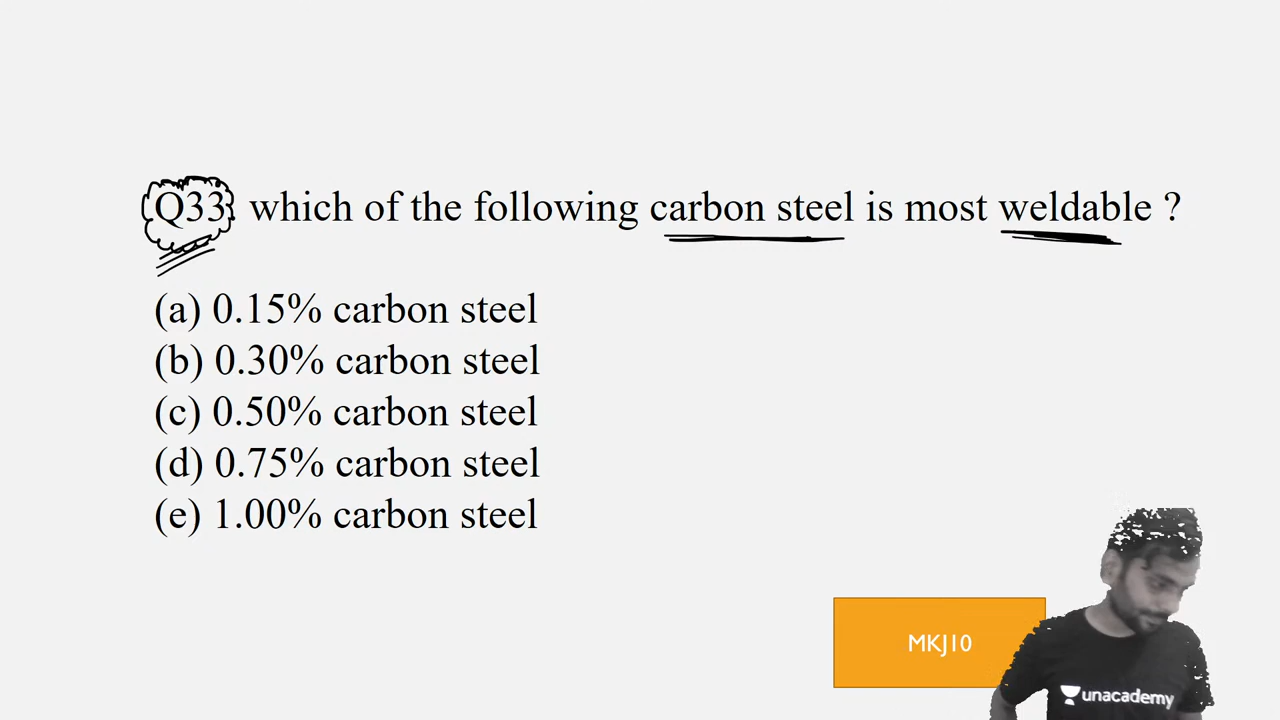 Q33. which of the following carbon steel is most weldable ?
(a) 0.15% carbon steel
(b) 0.30% carbon steel
(c) 0.50% carbon steel
(d) 0.75% carbon steel
(e) 1.00% carbon steel
MKJ10
unacademy